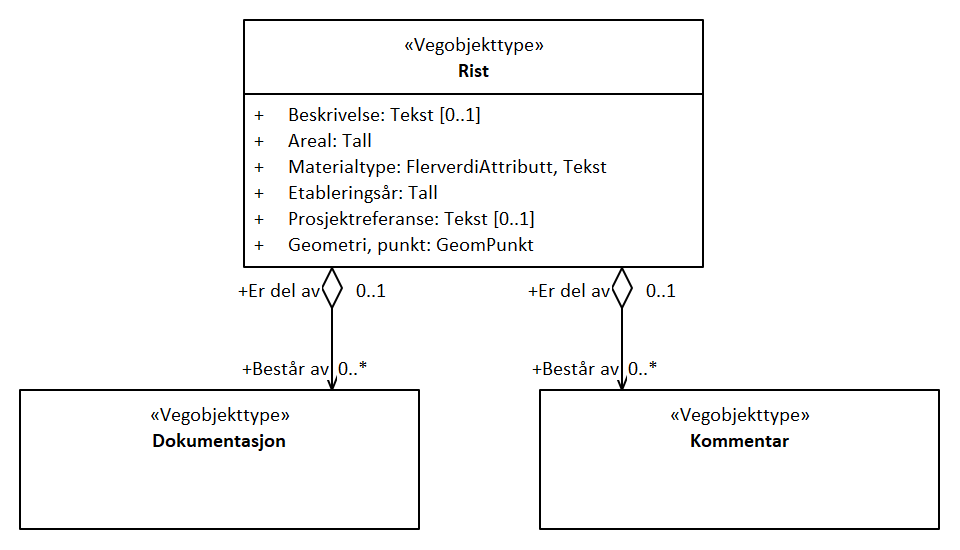 «Vegobjekttype»
Rist
+ Beskrivelse: Tekst [0..1]
+ Areal: Tall
+ Materialtype: FlerverdiAttributt, Tekst
+ Etableringsår: Tall
+ Prosjektreferanse: Tekst [0..1]
+ Geometri, punkt: GeomPunkt
+Er del av 0..1 +Er del av 0..1
+Består av 0..* +Består av 0..*
«Vegobjekttype»
Dokumentasjon
«Vegobjekttype»
Kommentar